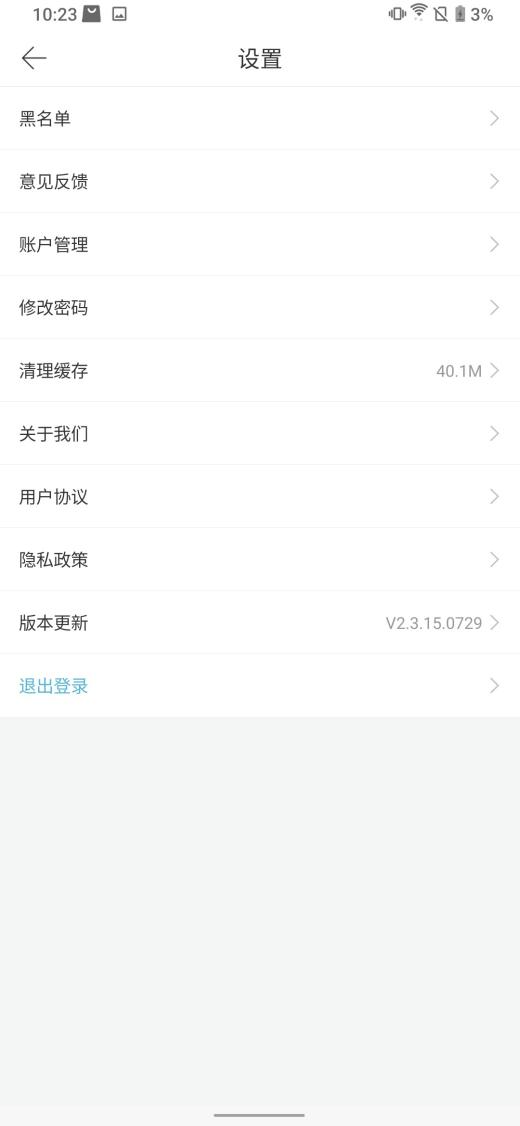 10:23 3%
设置
黑名单
意见反馈
账户管理
修改密码
清理缓存 40.1M
关于我们
用户协议
隐私政策
版本更新 V2.3.15.0729
退出登录